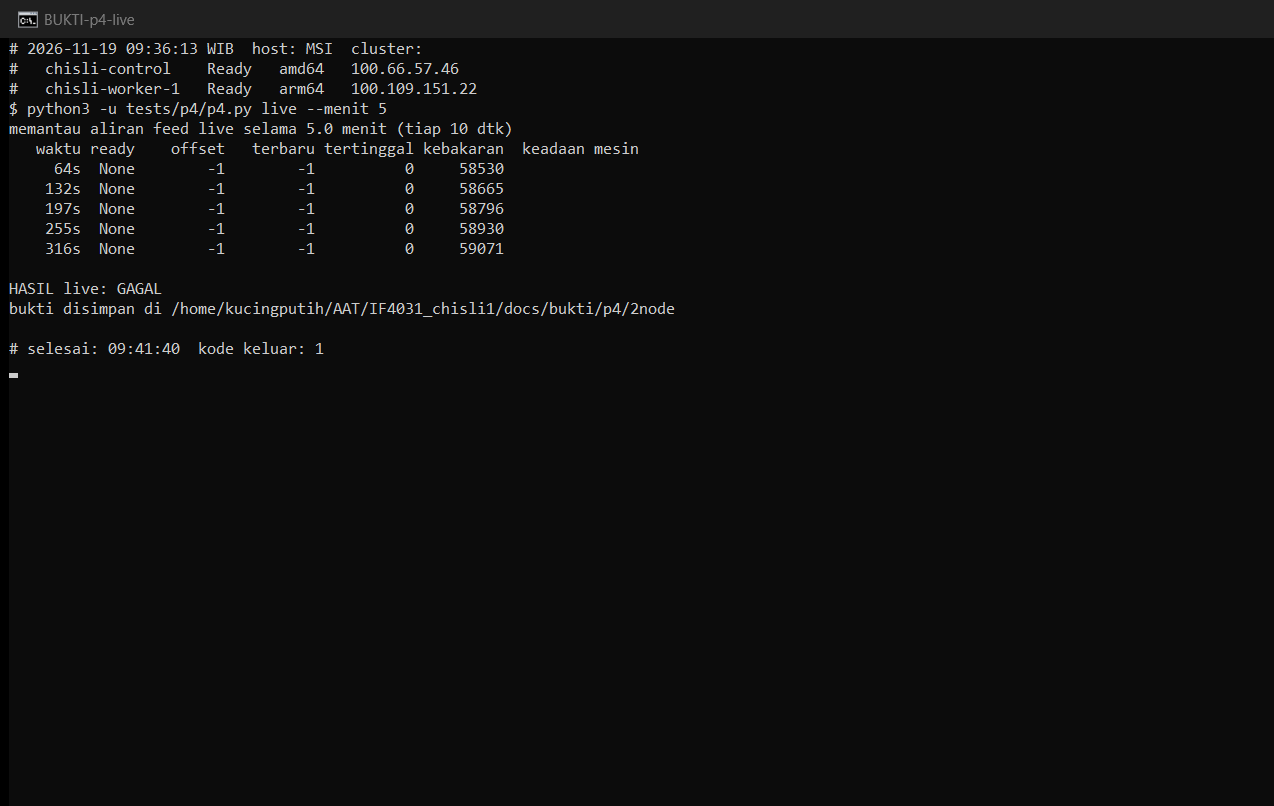 BUKTI-p4-live
# 2026-11-19 09:36:13 WIB  host: MSI  cluster:
#   chisli-control    Ready   amd64   100.66.57.46
#   chisli-worker-1   Ready   arm64   100.109.151.22
$ python3 -u tests/p4/p4.py live --menit 5
memantau aliran feed live selama 5.0 menit (tiap 10 dtk)
   waktu ready    offset   terbaru tertinggal kebakaran  keadaan mesin
     64s  None        -1        -1          0     58530
    132s  None        -1        -1          0     58665
    197s  None        -1        -1          0     58796
    255s  None        -1        -1          0     58930
    316s  None        -1        -1          0     59071
HASIL live: GAGAL
bukti disimpan di /home/kucingputih/AAT/IF4031_chisli1/docs/bukti/p4/2node
# selesai: 09:41:40  kode keluar: 1